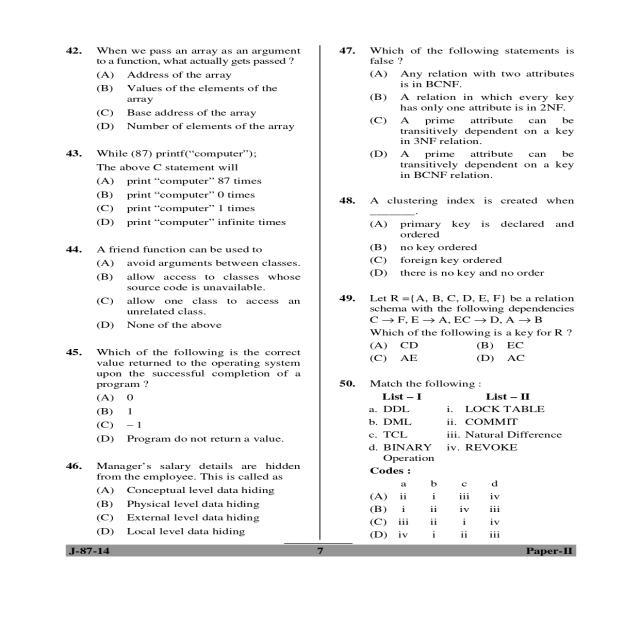 42. When we pass an array as an argument
to a function, what actually gets passed ?
(A) Address of the array
(B) Values of the elements of the
array
(C) Base address of the array
(D) Number of elements of the array
43. While (87) printf(“computer”);
The above C statement will
(A) print “computer” 87 times
(B) print “computer” 0 times
(C) print “computer” 1 times
(D) print “computer” infinite times
44. A friend function can be used to
(A) avoid arguments between classes.
(B) allow access to classes whose
source code is unavailable.
(C) allow one class to access an
unrelated class.
(D) None of the above
45. Which of the following is the correct
value returned to the operating system
upon the successful completion of a
program ?
(A) 0
(B) 1
(C) – 1
(D) Program do not return a value.
46. Manager’s salary details are hidden
from the employee. This is called as
(A) Conceptual level data hiding
(B) Physical level data hiding
(C) External level data hiding
(D) Local level data hiding
47. Which of the following statements is
false ?
(A) Any relation with two attributes
is in BCNF.
(B) A relation in which every key
has only one attribute is in 2NF.
(C) A prime attribute can be
transitively dependent on a key
in 3NF relation.
(D) A prime attribute can be
transitively dependent on a key
in BCNF relation.
48. A clustering index is created when
_______.
(A) primary key is declared and
ordered
(B) no key ordered
(C) foreign key ordered
(D) there is no key and no order
49. Let R ={A, B, C, D, E, F} be a relation
schema with the following dependencies
C → F, E → A, EC → D, A → B
Which of the following is a key for R ?
(A) CD (B) EC
(C) AE (D) AC
50. Match the following :
List – I List – II
a. DDL i. LOCK TABLE
b. DML ii. COMMIT
c. TCL iii. Natural Difference
d. BINARY iv. REVOKE
Operation
Codes :
a b c d
(A) ii i iii iv
(B) i ii iv iii
(C) iii ii i iv
(D) iv i ii iii
J-87-14 7 Paper-II